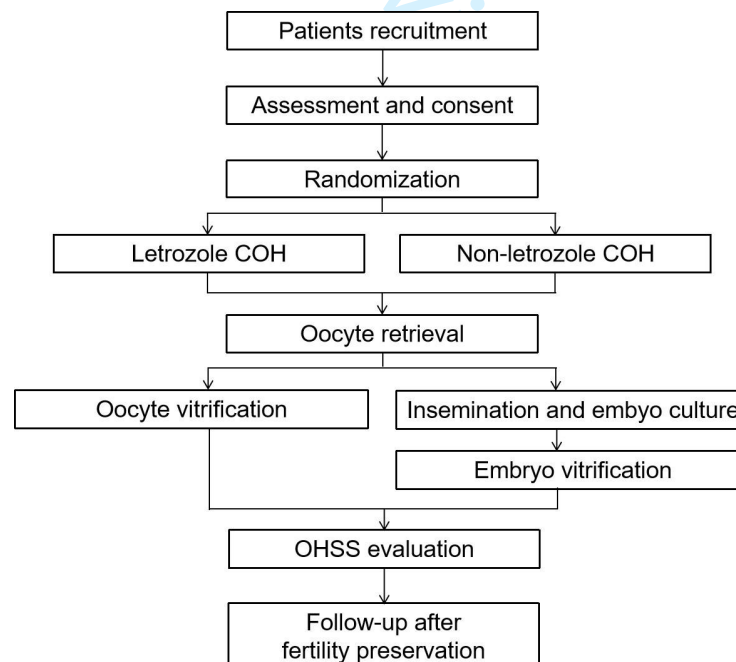 Patients recruitment
Assessment and consent
Randomization
Letrozole COH
Non-letrozole COH
Oocyte retrieval
Oocyte vitrification
Insemination and embyo culture
Embryo vitrification
OHSS evaluation
Follow-up after
fertility preservation